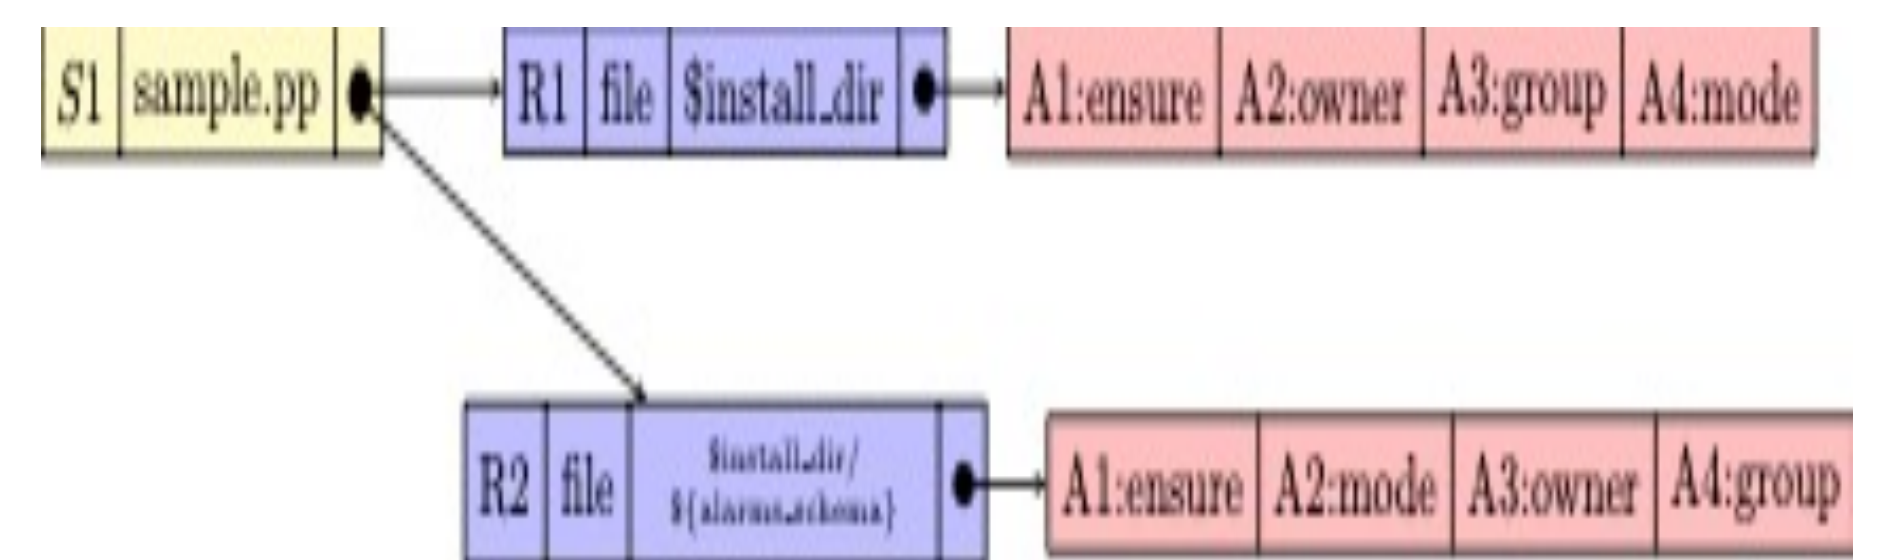 S1 sample.pp R1 file $install_dir A1:ensure A2:owner A3:group A4:mode
R2 file $install_dir/ A1:ensure A2:mode A3:owner A4:group
${alarms_schema}